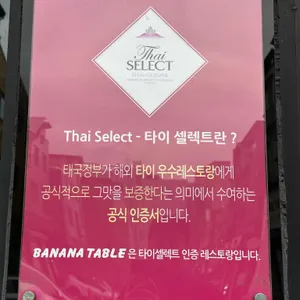 Thai
SELECT
Thai Select - 타이 셀렉트란 ?
태국정부가 해외 타이 우수레스토랑에게
공식적으로 그맛을 보증한다는 의미에서 수여하는
공식 인증서입니다.
BANANA TABLE 은 타이셀렉트 인증 레스토랑입니다.